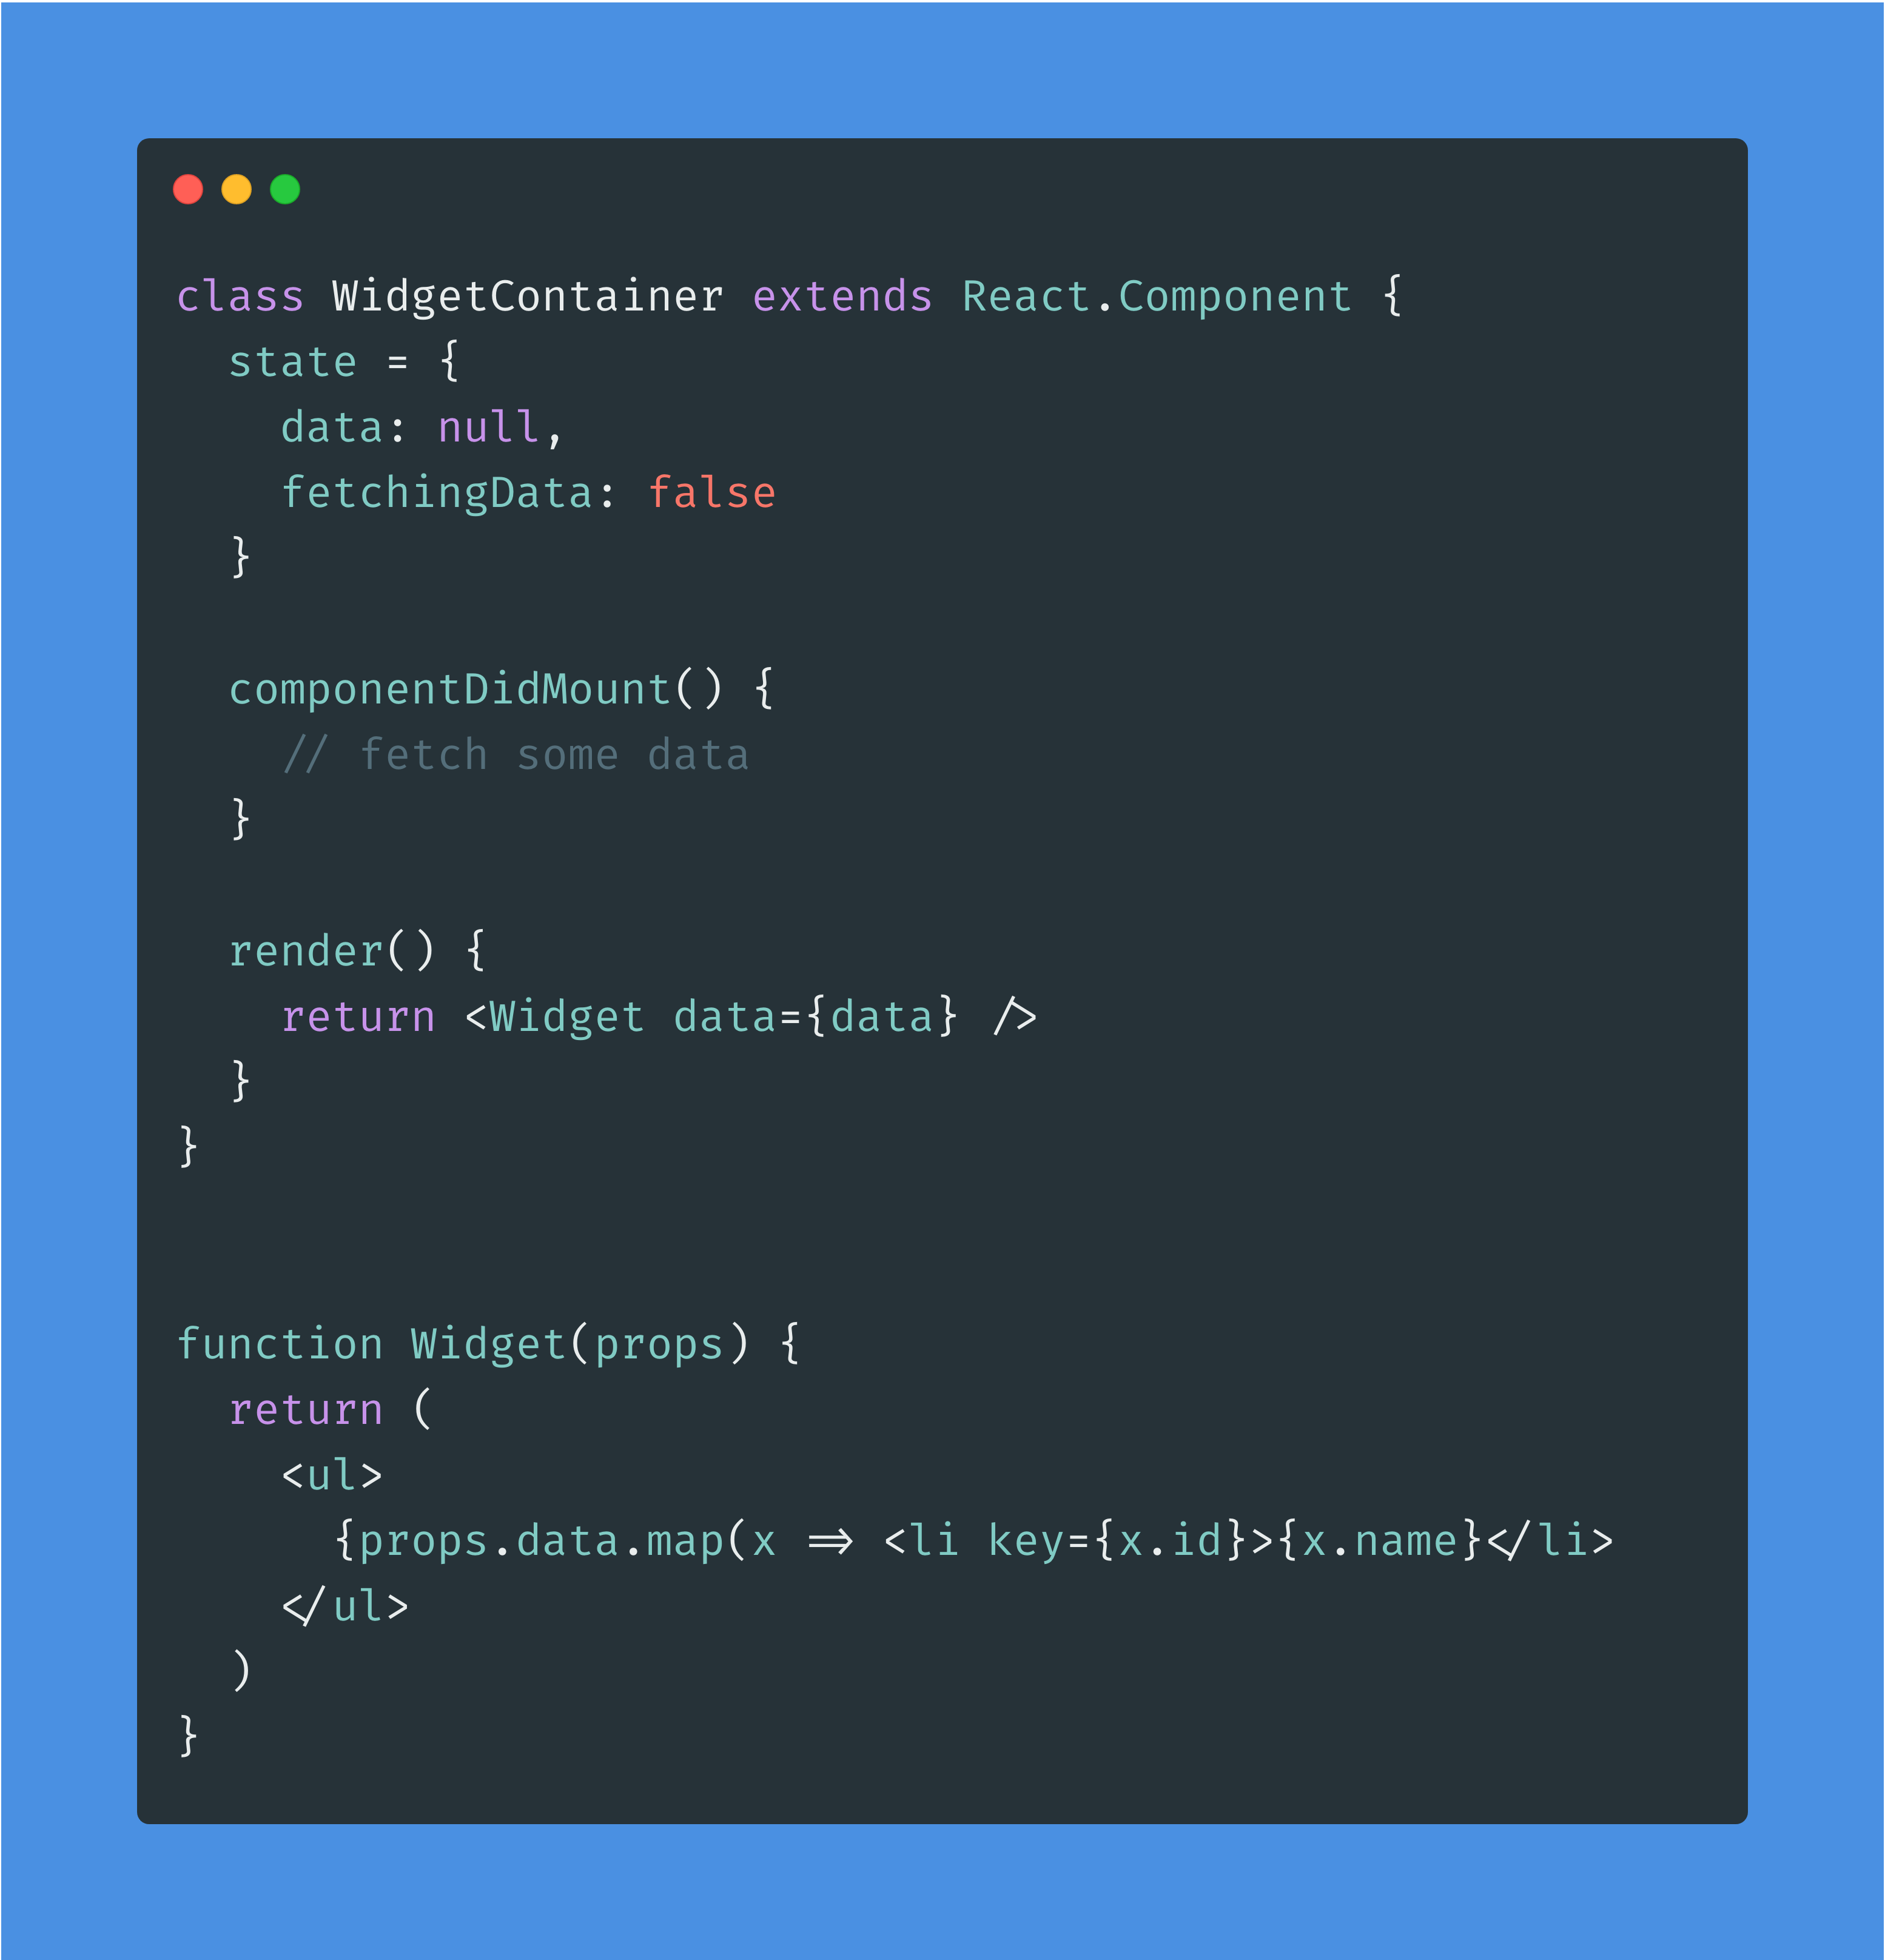 class WidgetContainer extends React.Component {
  state = {
    data: null,
    fetchingData: false
  }

  componentDidMount() {
    // fetch some data
  }

  render() {
    return <Widget data={data} />
  }
}

function Widget(props) {
  return (
    <ul>
      {props.data.map(x => <li key={x.id}>{x.name}</li>
    </ul>
  )
}